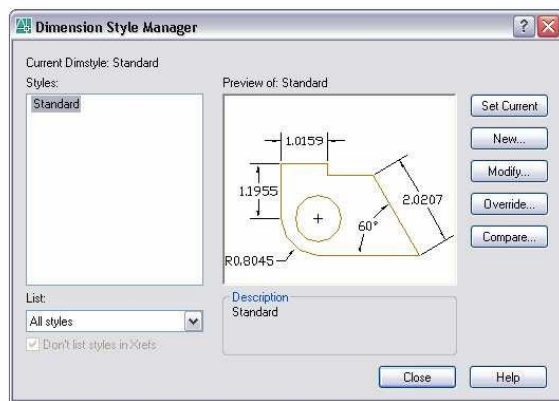 Dimension Style Manager
Current Dimstyle: Standard
Styles:
Standard
Preview of: Standard
1.0159
1.1955
2.0207
60°
R0.8045
Set Current
New...
Modify...
Override...
Compare...
List:
All styles
Don't list styles in Xrefs
Description
Standard
Close
Help